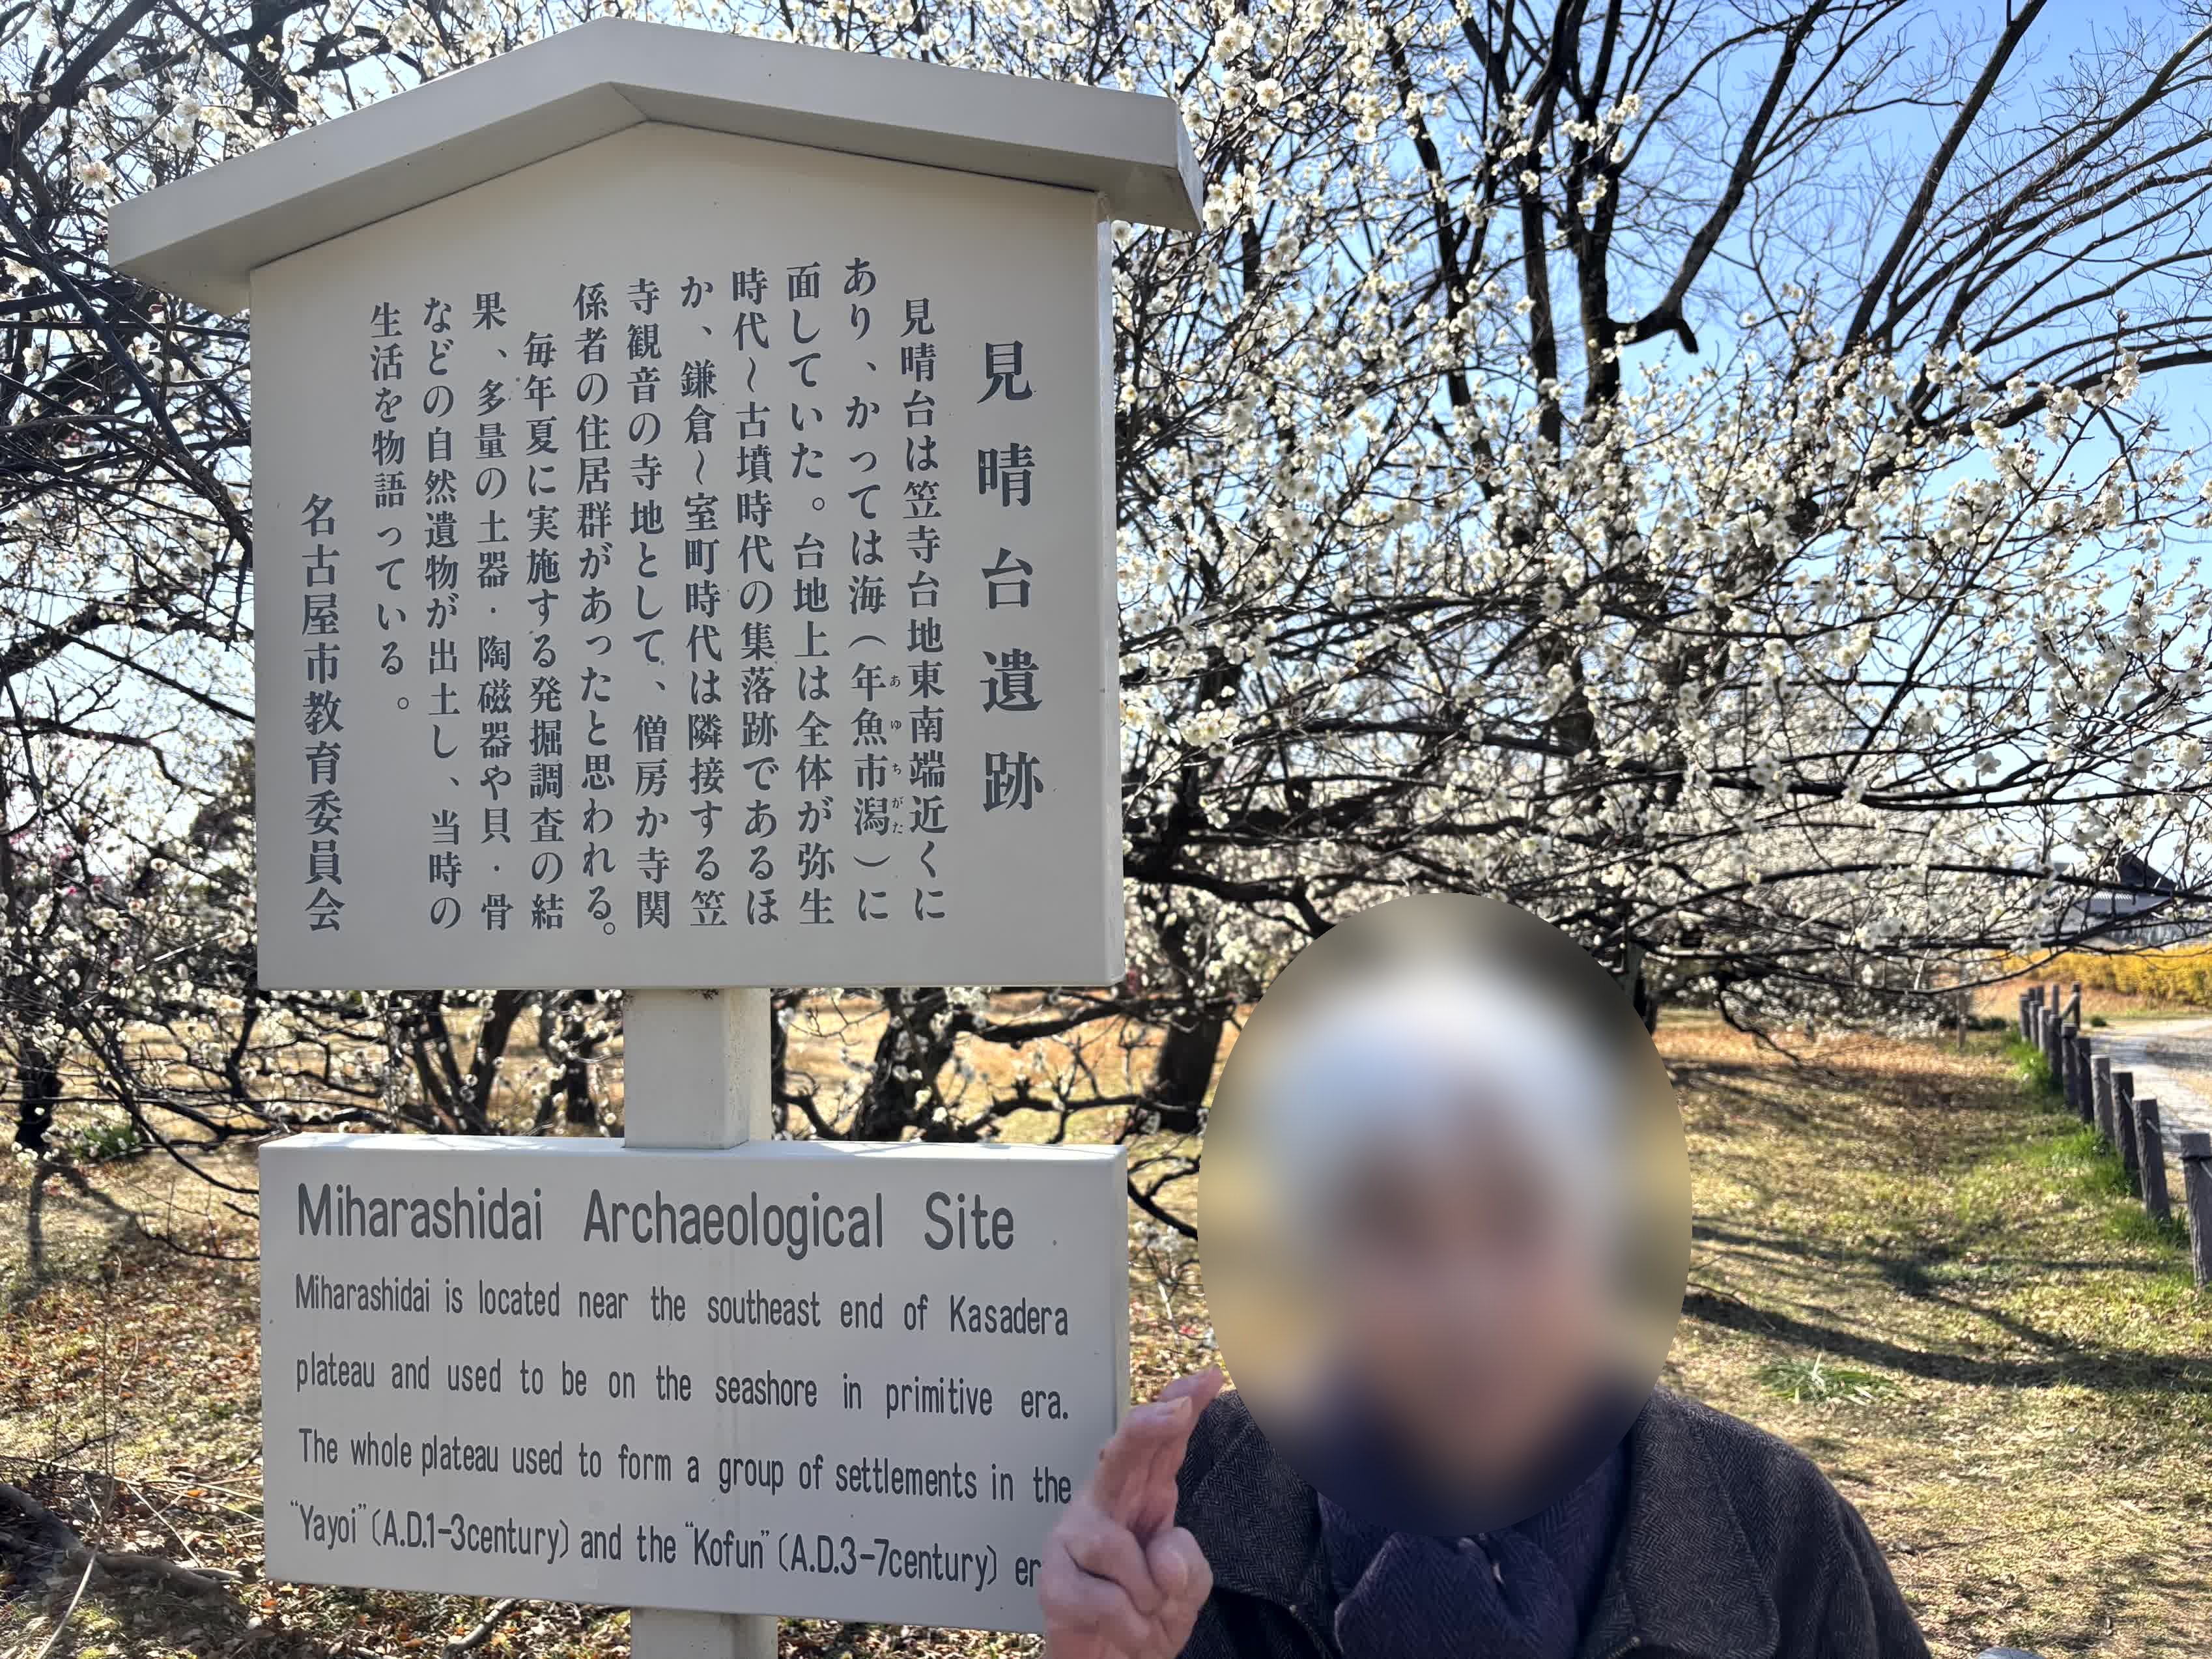 見晴台遺跡
見晴台は笠寺台地東南端近くに
あり、かっては海（年魚市潟）に
あゆちがた
面していた。台地上は全体が弥生
時代～古墳時代の集落跡であるほ
か、鎌倉～室町時代は隣接する笠
寺観音の寺地として、僧房か寺関
係者の住居群があったと思われる。
毎年夏に実施する発掘調査の結
果、多量の土器・陶磁器や貝・骨
などの自然遺物が出土し、当時の
生活を物語っている。
名古屋市教育委員会
Miharashidai Archaeological Site
Miharashidai is located near the southeast end of Kasadera
plateau and used to be on the seashore in primitive era.
The whole plateau used to form a group of settlements in the
"Yayoi"(A.D.1-3century) and the "Kofun"(A.D.3-7century)